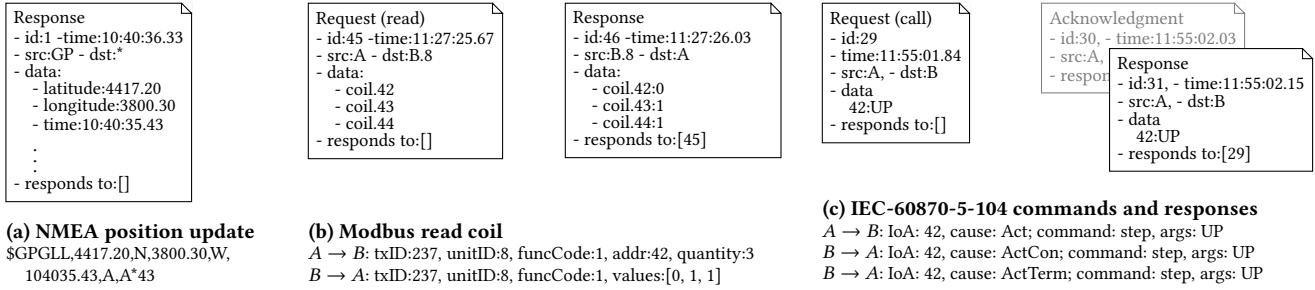 Response
- id:1 -time:10:40:36.33
- src:GP - dst:*
- data:
- latitude:4417.20
- longitude:3800.30
- time:10:40:35.43
.
.
.
- responds to:[]
(a) NMEA position update
$GPGLL,4417.20,N,3800.30,W,
104035.43,A,A*43
Request (read)
- id:45 -time:11:27:25.67
- src:A - dst:B.8
- data:
- coil.42
- coil.43
- coil.44
- responds to:[]
Response
- id:46 -time:11:27:26.03
- src:B.8 - dst:A
- data:
- coil.42:0
- coil.43:1
- coil.44:1
- responds to:[45]
(b) Modbus read coil
A → B: txID:237, unitID:8, funcCode:1, addr:42, quantity:3
B → A: txID:237, unitID:8, funcCode:1, values:[0, 1, 1]
Request (call)
- id:29
- time:11:55:01.84
- src:A, - dst:B
- data
42:UP
- responds to:[]
Acknowledgment
- id:30, - time:11:55:02.03
- src:A,
- respon
Response
- id:31, - time:11:55:02.15
- src:A, - dst:B
- data
42:UP
- responds to:[29]
(c) IEC-60870-5-104 commands and responses
A → B: IoA: 42, cause: Act; command: step, args: UP
B → A: IoA: 42, cause: ActCon; command: step, args: UP
B → A: IoA: 42, cause: ActTerm; command: step, args: UP